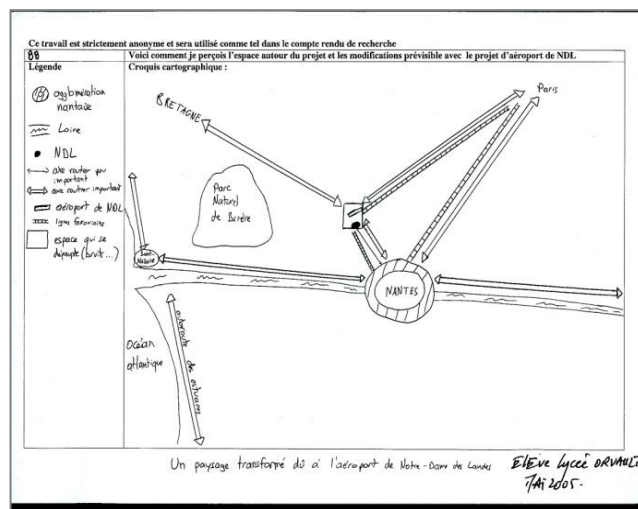 Ce travail est strictement anonyme et sera utilisé comme tel dans le compte rendu de recherche
88
Voici comment je perçois l'espace autour du projet et les modifications prévisible avec le projet d'aéroport de NDL
Légende
agglomération
nantaise
Loire
NDL
axe routier peu
important
axe routier important
aéroport de NDL
ligne ferroviaire
espace qui se
dépeuple (bruit...)
Croquis cartographique :
BRETAGNE
Paris
Parc
Naturel
de Brière
Saint
Nazaire
NANTES
Océan
atlantique
autoroute des estuaires
Un paysage transformé dû à l'aéroport de Notre-Dame des Landes
Elève Lycée ORVAULT
MAI 2005.